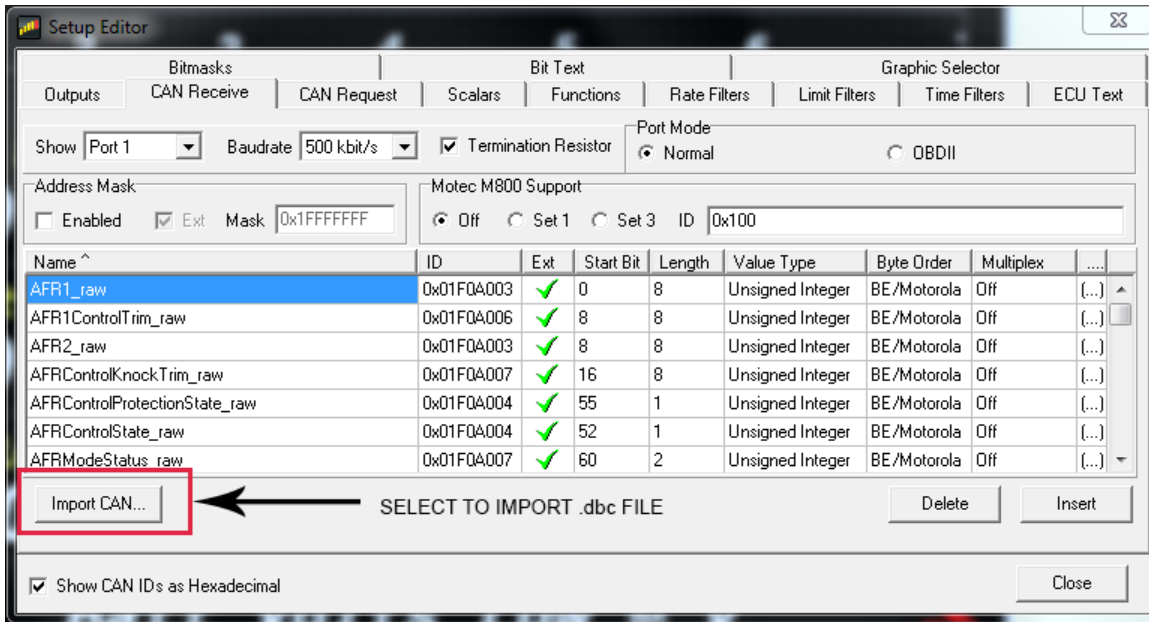 Setup Editor
Bitmasks Bit Text Graphic Selector
Outputs CAN Receive CAN Request Scalars Functions Rate Filters Limit Filters Time Filters ECU Text
Port Mode
Show Port 1 Baudrate 500 kbit/s Termination Resistor Normal OBDII
Address Mask Motec M800 Support
Enabled Ext Mask 0x1FFFFFFF Off Set 1 Set 3 ID 0x100
Name ^ ID Ext Start Bit Length Value Type Byte Order Multiplex ....
AFR1_raw 0x01F0A003 0 8 Unsigned Integer BE/Motorola Off (...)
AFR1ControlTrim_raw 0x01F0A006 8 8 Unsigned Integer BE/Motorola Off (...)
AFR2_raw 0x01F0A003 8 8 Unsigned Integer BE/Motorola Off (...)
AFRControlKnockTrim_raw 0x01F0A007 16 8 Unsigned Integer BE/Motorola Off (...)
AFRControlProtectionState_raw 0x01F0A004 55 1 Unsigned Integer BE/Motorola Off (...)
AFRControlState_raw 0x01F0A004 52 1 Unsigned Integer BE/Motorola Off (...)
AFRModeStatus_raw 0x01F0A007 60 2 Unsigned Integer BE/Motorola Off (...)
Import CAN... SELECT TO IMPORT .dbc FILE Delete Insert
Show CAN IDs as Hexadecimal Close